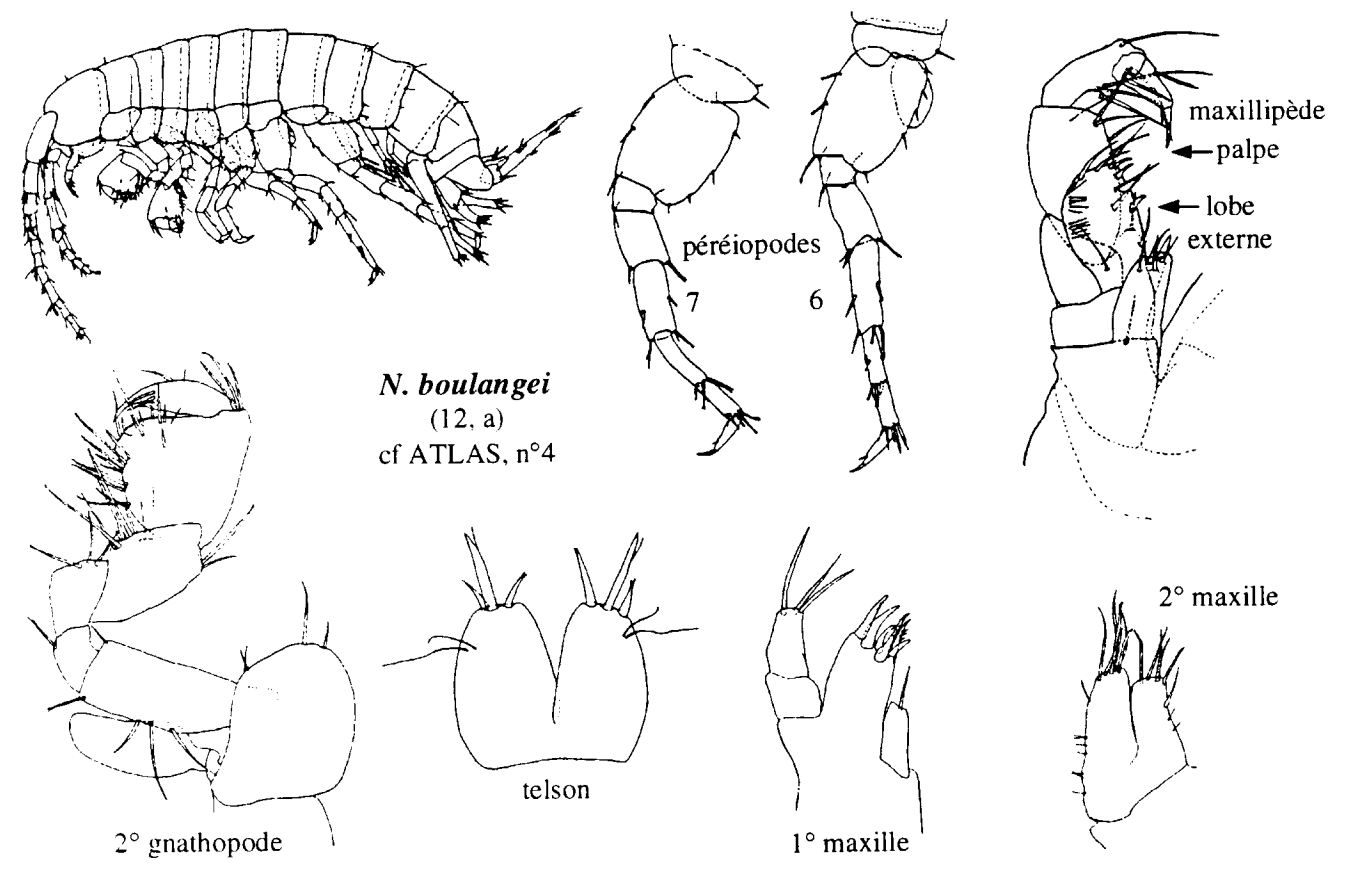 maxillipède
palpe
lobe
externe
péréiopodes
7
6
N. boulangei
(12, a)
cf ATLAS, n°4
2° maxille
telson
2° gnathopode
1° maxille